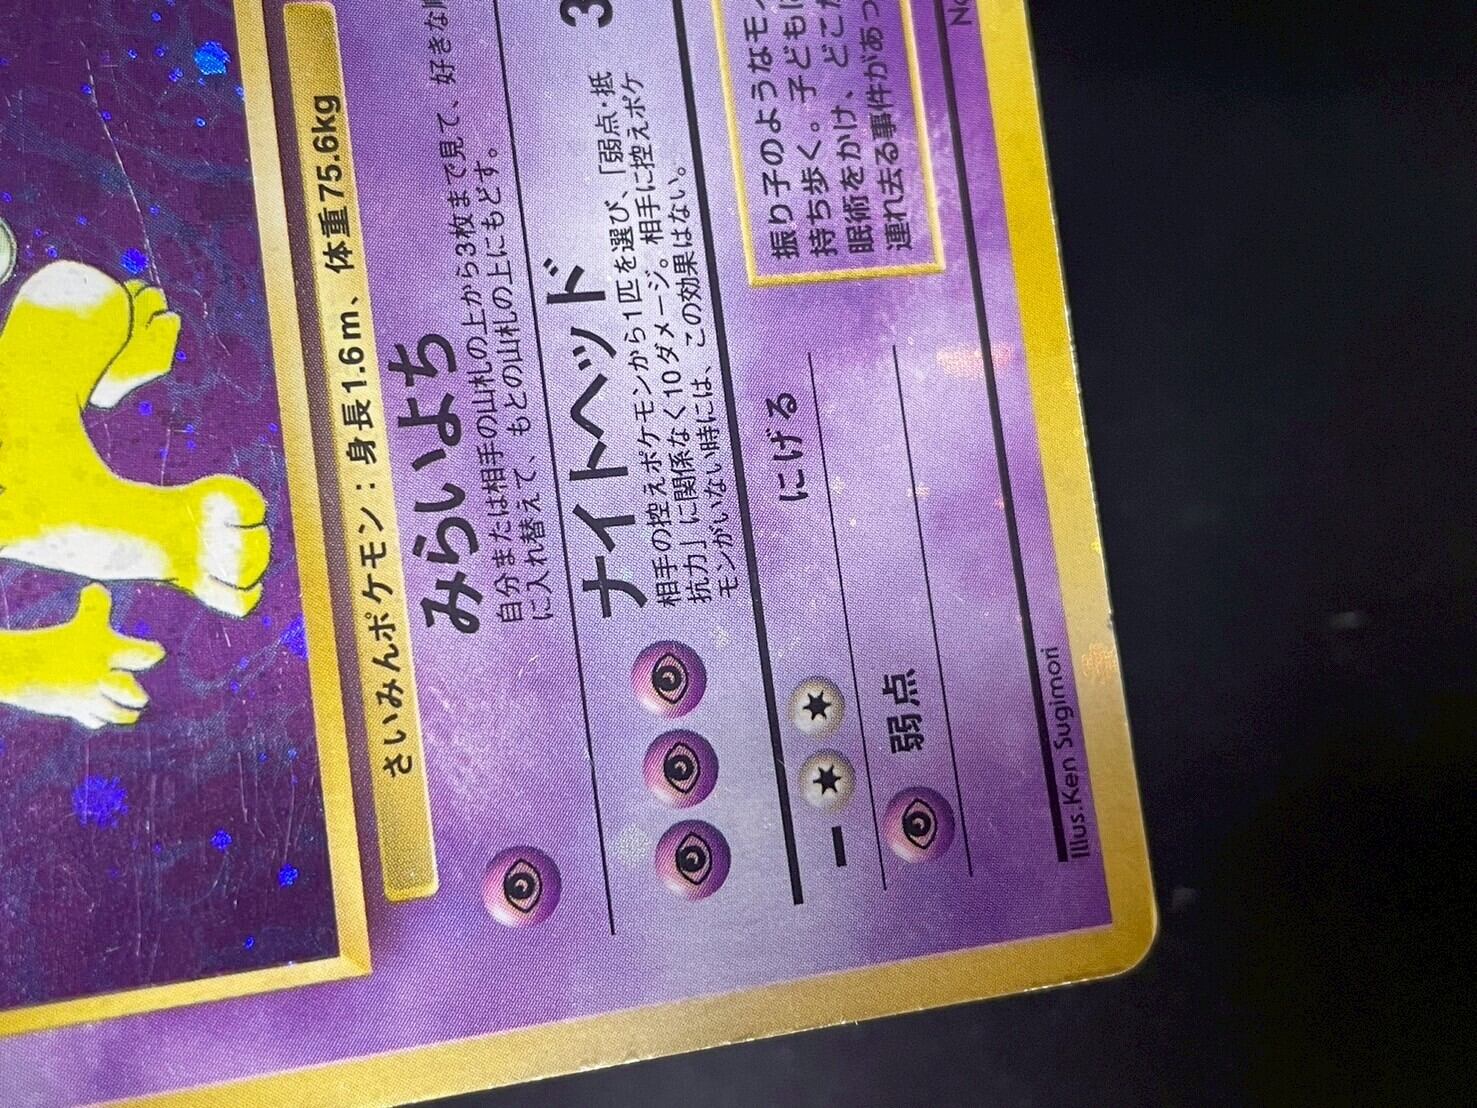 さいみんポケモン：身長1.6m、体重75.6kg
みらいよち
自分または相手の山札の上から3枚まで見て、好きな
に入れ替えて、もとの山札の上にもどす。
ナイトヘッド 3
相手の控えポケモンから1匹を選び、「弱点・抵
抗力」に関係なく10ダメージ。相手に控えポケ
モンがいない時には、この効果はない。
にげる
弱点
振り子のようなモ
持ち歩く。子ども
眠術をかけ、どこ
連れ去る事件があっ
Illus.Ken Sugimori